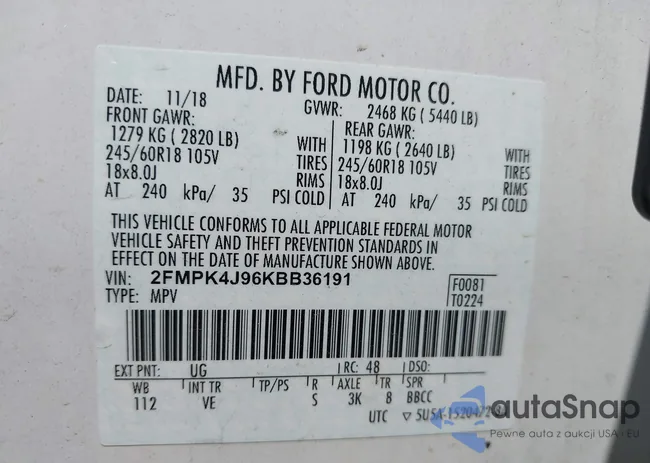 MFD. BY FORD MOTOR CO.
DATE: 11/18 GVWR: 2468 KG ( 5440 LB)
FRONT GAWR: REAR GAWR:
1279 KG ( 2820 LB) WITH 1198 KG ( 2640 LB) WITH
245/60R18 105V TIRES 245/60R18 105V TIRES
18x8.0J RIMS 18x8.0J RIMS
AT 240 kPa/ 35 PSI COLD AT 240 kPa/ 35 PSI COLD
THIS VEHICLE CONFORMS TO ALL APPLICABLE FEDERAL MOTOR
VEHICLE SAFETY AND THEFT PREVENTION STANDARDS IN
EFFECT ON THE DATE OF MANUFACTURE SHOWN ABOVE.
VIN: 2FMPK4J96KBB36191 F0081
TYPE: MPV T0224
EXT PNT: UG RC: 48 DSO:
WB INT TR TP/PS R AXLE TR SPR
112 VE S 3K 8 BBCC
UTC ▽
autaSnap
Pewne auta z aukcji USA i EU